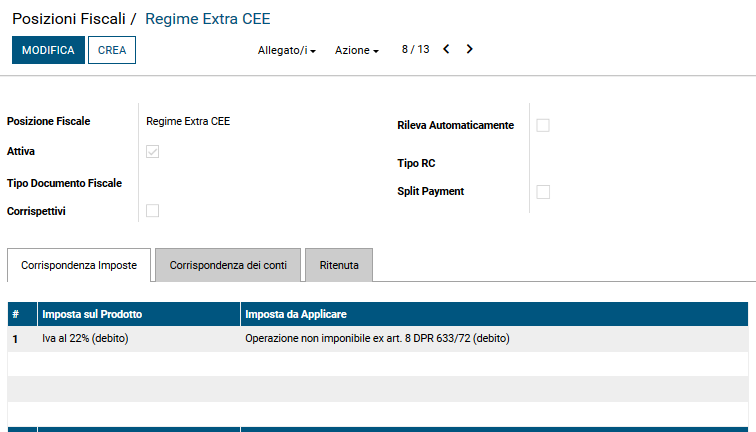 Posizioni Fiscali / Regime Extra CEE
MODIFICA CREA Allegato/i Azione 8 / 13
Posizione Fiscale Regime Extra CEE
Rileva Automaticamente
Attiva
Tipo RC
Tipo Documento Fiscale
Split Payment
Corrispettivi
Corrispondenza Imposte Corrispondenza dei conti Ritenuta
# Imposta sul Prodotto Imposta da Applicare
1 Iva al 22% (debito) Operazione non imponibile ex art. 8 DPR 633/72 (debito)